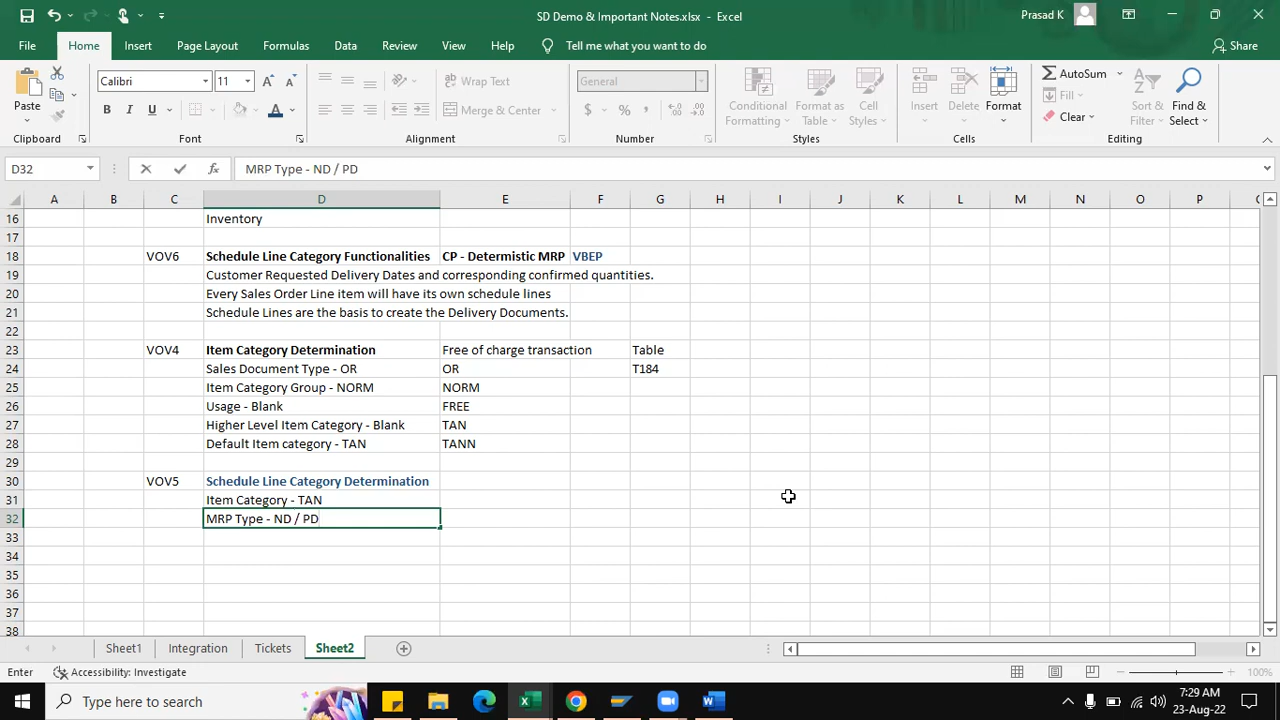 SD Demo & Important Notes.xlsx - Excel
Prasad K
File Home Insert Page Layout Formulas Data Review View Help Tell me what you want to do Share
Paste
Clipboard
Calibri 11
B I U
Font
Wrap Text
Merge & Center
Alignment
General
$ %
Number
Conditional Formatting
Format as Table
Cell Styles
Styles
Insert Delete Format
Cells
AutoSum
Fill
Clear
Sort & Filter
Find & Select
Editing
D32 fx MRP Type - ND / PD
A B C D E F G H I J K L M N O P
16 Inventory
17
18 VOV6 Schedule Line Category Functionalities CP - Determistic MRP VBEP
19 Customer Requested Delivery Dates and corresponding confirmed quantities.
20 Every Sales Order Line item will have its own schedule lines
21 Schedule Lines are the basis to create the Delivery Documents.
22
23 VOV4 Item Category Determination Free of charge transaction Table
24 Sales Document Type - OR OR T184
25 Item Category Group - NORM NORM
26 Usage - Blank FREE
27 Higher Level Item Category - Blank TAN
28 Default Item category - TAN TANN
29
30 VOV5 Schedule Line Category Determination
31 Item Category - TAN
32 MRP Type - ND / PD
33
34
35
36
37
38
Sheet1 Integration Tickets Sheet2
Enter Accessibility: Investigate 100%
Type here to search
7:29 AM
23-Aug-22